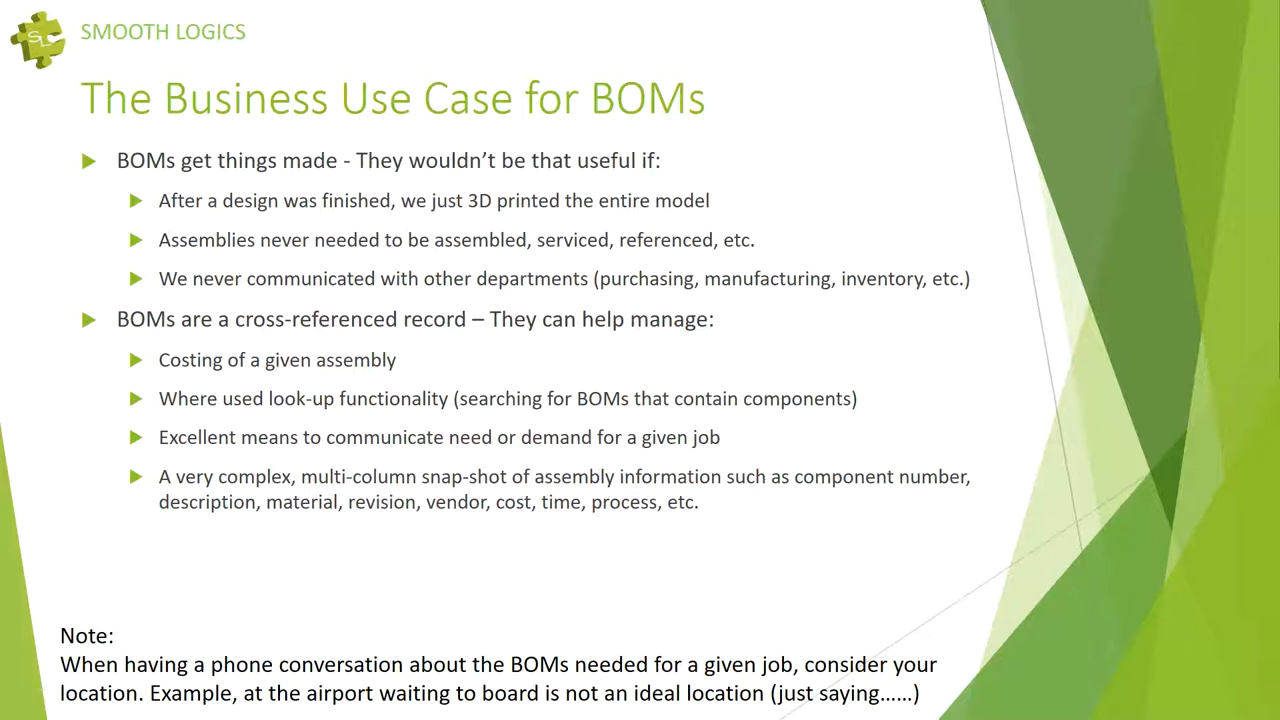 SL
SMOOTH LOGICS
The Business Use Case for BOMs
BOMs get things made - They wouldn’t be that useful if:
After a design was finished, we just 3D printed the entire model
Assemblies never needed to be assembled, serviced, referenced, etc.
We never communicated with other departments (purchasing, manufacturing, inventory, etc.)
BOMs are a cross-referenced record – They can help manage:
Costing of a given assembly
Where used look-up functionality (searching for BOMs that contain components)
Excellent means to communicate need or demand for a given job
A very complex, multi-column snap-shot of assembly information such as component number,
description, material, revision, vendor, cost, time, process, etc.
Note:
When having a phone conversation about the BOMs needed for a given job, consider your
location. Example, at the airport waiting to board is not an ideal location (just saying……)